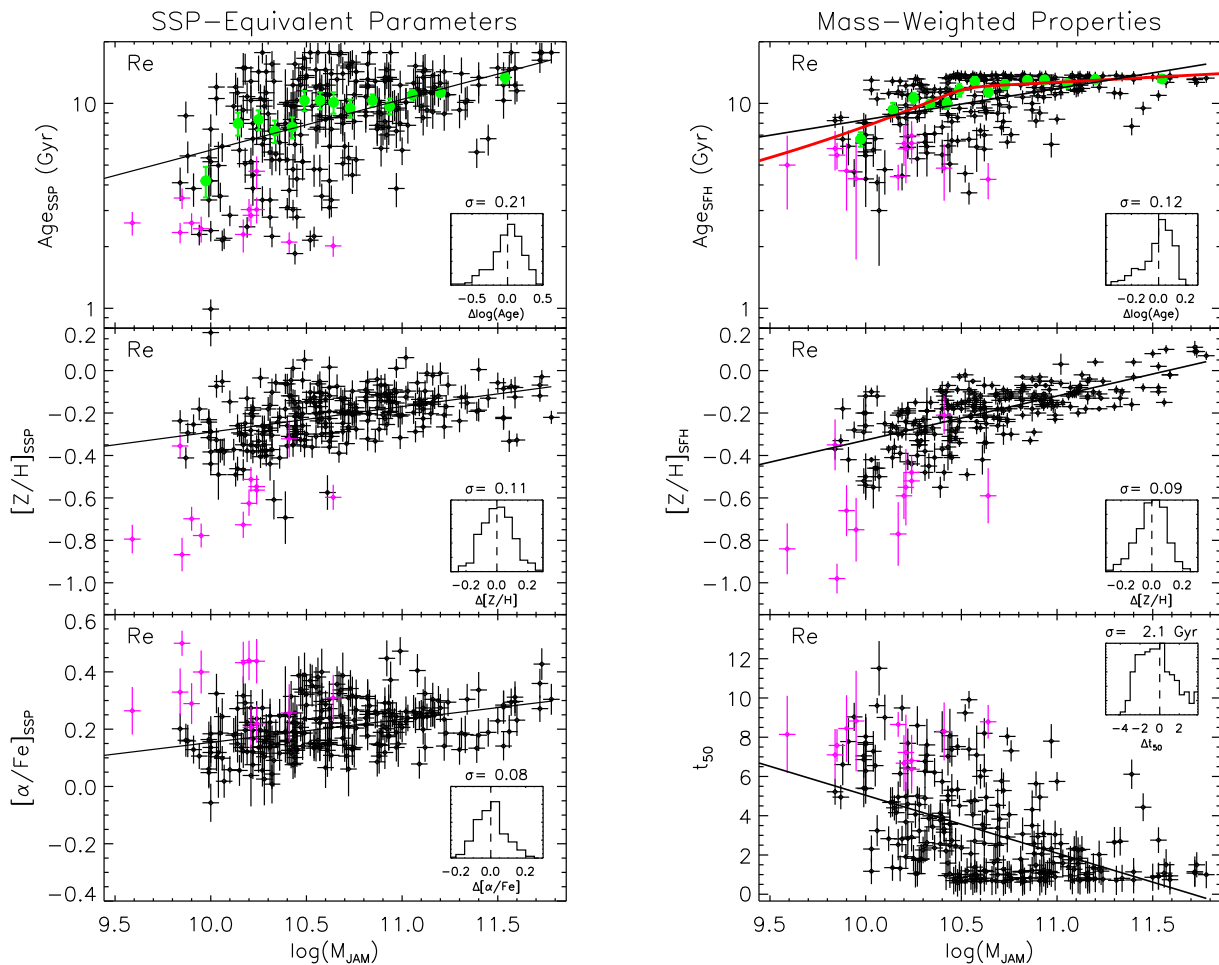 SSP-Equivalent Parameters
Re
10
1
Age_SSP (Gyr)
σ= 0.21
-0.5 0.0 0.5
Δlog(Age)
Re
0.2
0.0
-0.2
-0.4
-0.6
-0.8
-1.0
[Z/H]_SSP
σ= 0.11
-0.2 0.0 0.2
Δ[Z/H]
Re
0.6
0.4
0.2
0.0
-0.2
-0.4
[α/Fe]_SSP
σ= 0.08
-0.2 0.0 0.2
Δ[α/Fe]
9.5 10.0 10.5 11.0 11.5
log(M_JAM)
Mass-Weighted Properties
Re
10
1
Age_SFH (Gyr)
σ= 0.12
-0.2 0.0 0.2
Δlog(Age)
Re
0.2
0.0
-0.2
-0.4
-0.6
-0.8
-1.0
[Z/H]_SFH
σ= 0.09
-0.2 0.0 0.2
Δ[Z/H]
Re
12
10
8
6
4
2
0
t_50
σ= 2.1 Gyr
-4 -2 0 2
Δt_50
9.5 10.0 10.5 11.0 11.5
log(M_JAM)